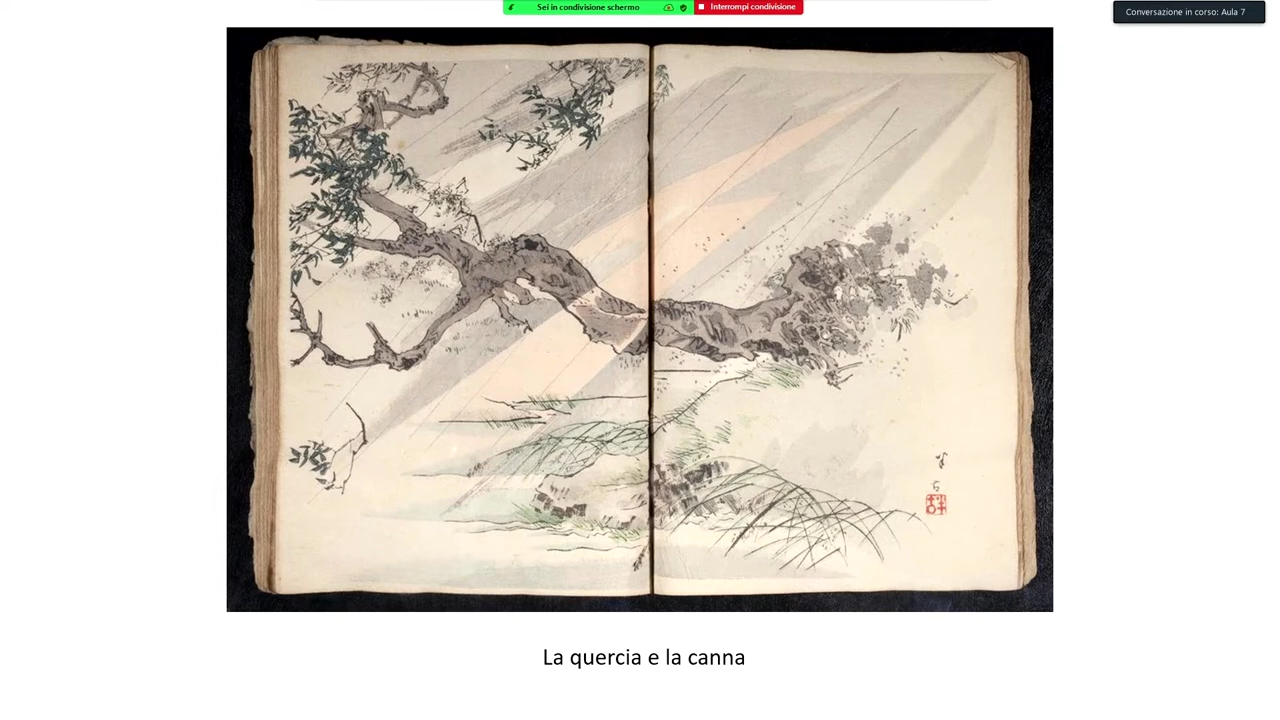 Sei in condivisione schermo
Interrompi condivisione
Conversazione in corso: Aula 7
La quercia e la canna